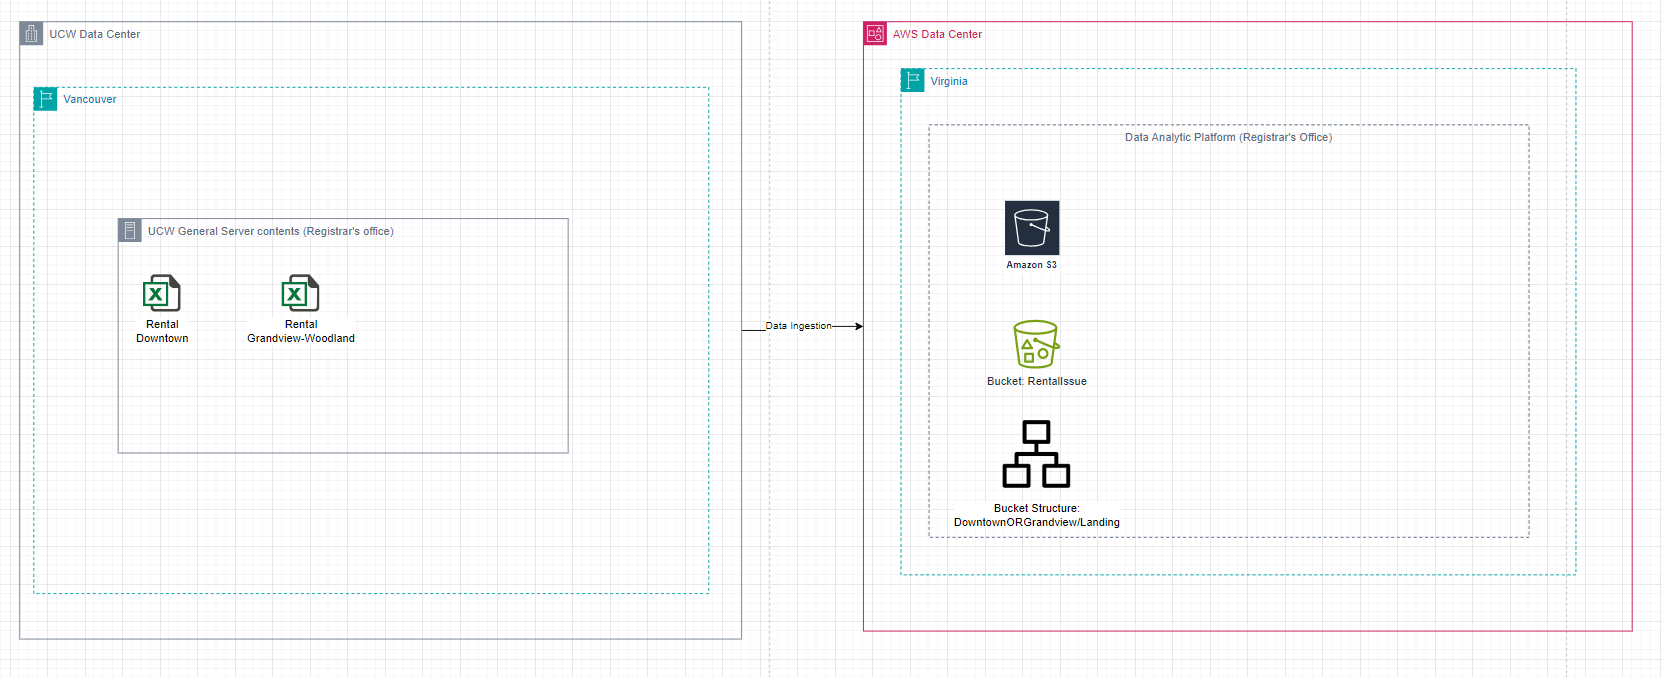 UCW Data Center
Vancouver
UCW General Server contents (Registrar's office)
X
Rental
Downtown
X
Rental
Grandview-Woodland
Data Ingestion
AWS Data Center
Virginia
Data Analytic Platform (Registrar's Office)
Amazon S3
Bucket: RentalIssue
Bucket Structure:
DowntownORGrandview/Landing